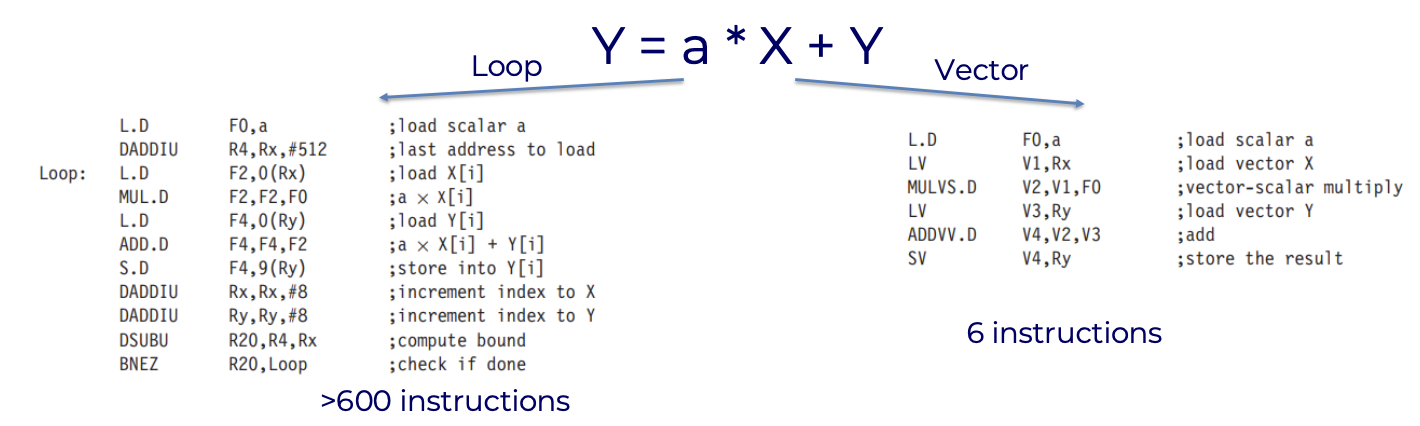 Y = a * X + Y
Loop
Vector
L.D F0,a ;load scalar a
DADDIU R4,Rx,#512 ;last address to load
Loop: L.D F2,0(Rx) ;load X[i]
MUL.D F2,F2,F0 ;a × X[i]
L.D F4,0(Ry) ;load Y[i]
ADD.D F4,F4,F2 ;a × X[i] + Y[i]
S.D F4,9(Ry) ;store into Y[i]
DADDIU Rx,Rx,#8 ;increment index to X
DADDIU Ry,Ry,#8 ;increment index to Y
DSUBU R20,R4,Rx ;compute bound
BNEZ R20,Loop ;check if done
>600 instructions
L.D F0,a ;load scalar a
LV V1,Rx ;load vector X
MULVS.D V2,V1,F0 ;vector-scalar multiply
LV V3,Ry ;load vector Y
ADDVV.D V4,V2,V3 ;add
SV V4,Ry ;store the result
6 instructions